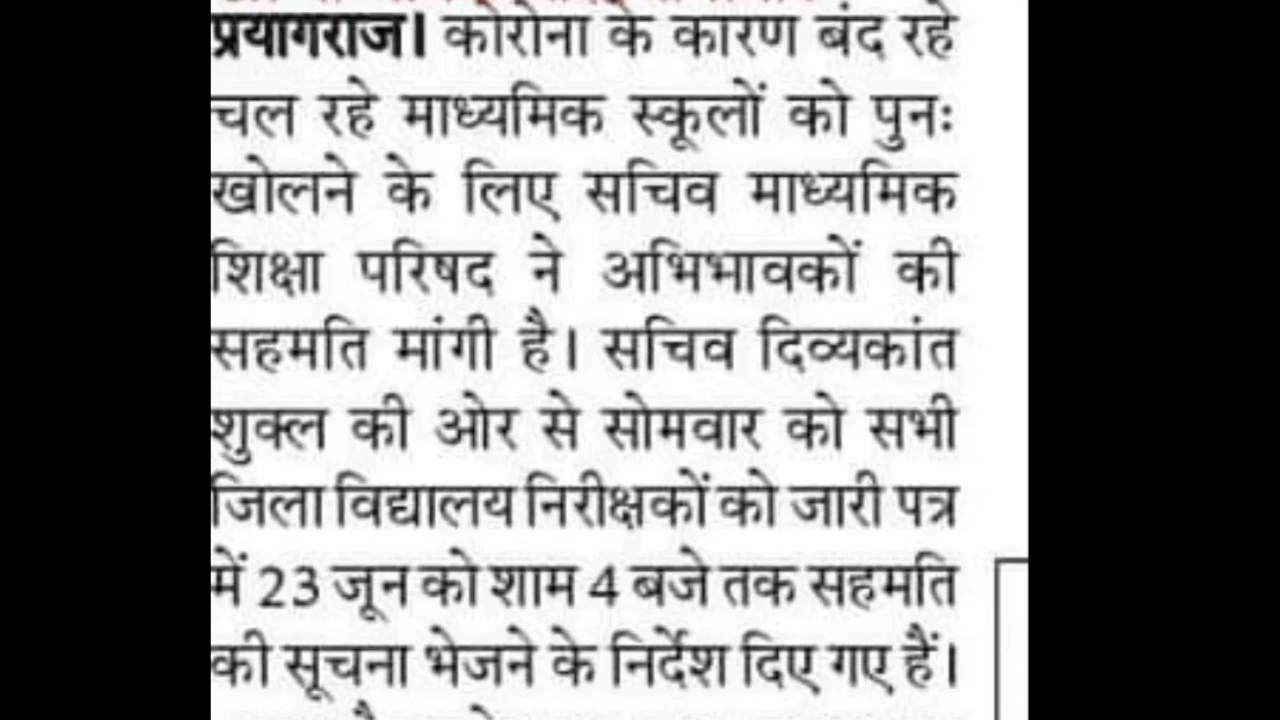 प्रयागराज। कोरोना के कारण बंद रहे
चल रहे माध्यमिक स्कूलों को पुनः
खोलने के लिए सचिव माध्यमिक
शिक्षा परिषद ने अभिभावकों की
सहमति मांगी है। सचिव दिव्यकांत
शुक्ल की ओर से सोमवार को सभी
जिला विद्यालय निरीक्षकों को जारी पत्र
में 23 जून को शाम 4 बजे तक सहमति
की सूचना भेजने के निर्देश दिए गए हैं।